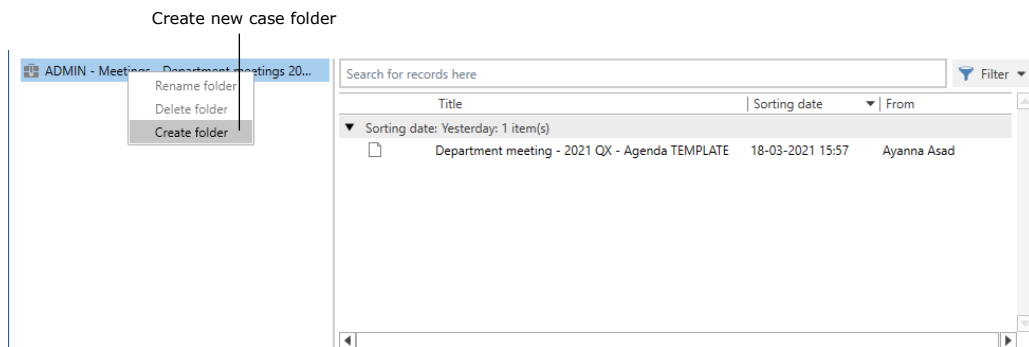 Create new case folder
ADMIN - Meetings - Department meetings 20...
Rename folder
Delete folder
Create folder
Search for records here
Filter
Title Sorting date From
Sorting date: Yesterday: 1 item(s)
Department meeting - 2021 QX - Agenda TEMPLATE 18-03-2021 15:57 Ayanna Asad